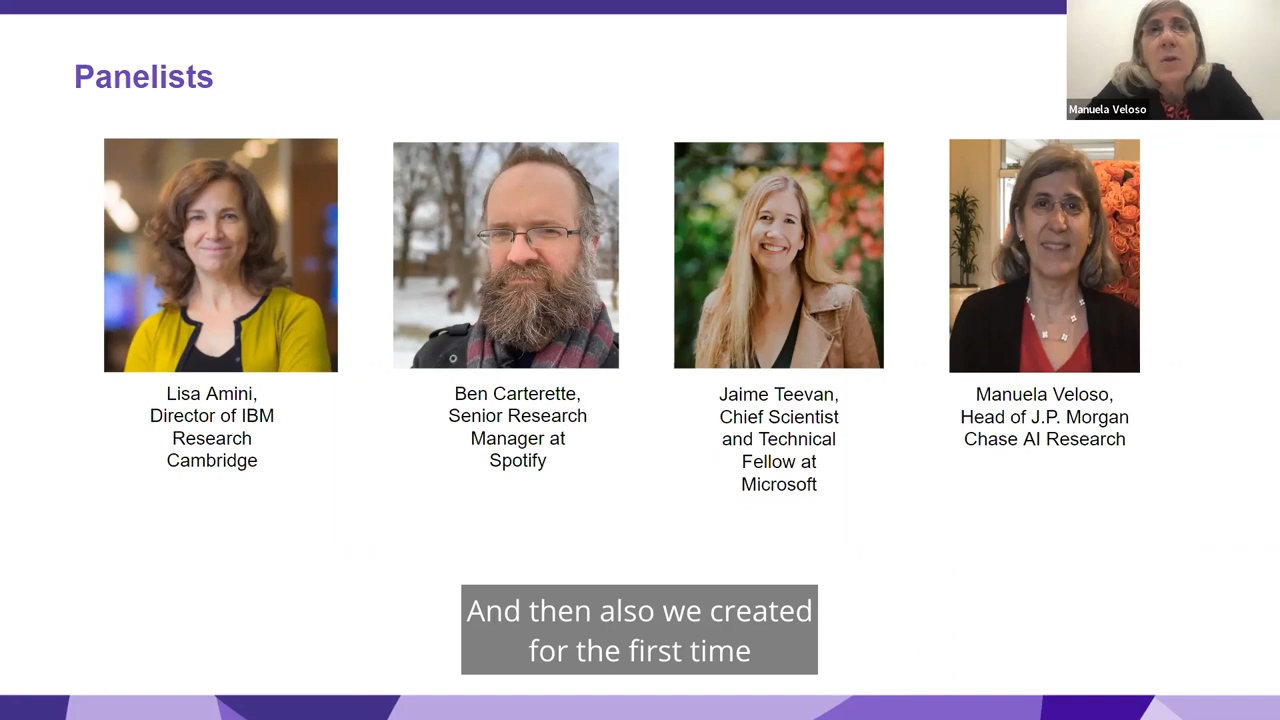 Panelists
Manuela Veloso
Lisa Amini,
Director of IBM
Research
Cambridge
Ben Carterette,
Senior Research
Manager at
Spotify
Jaime Teevan,
Chief Scientist
and Technical
Fellow at
Microsoft
Manuela Veloso,
Head of J.P. Morgan
Chase AI Research
And then also we created
for the first time